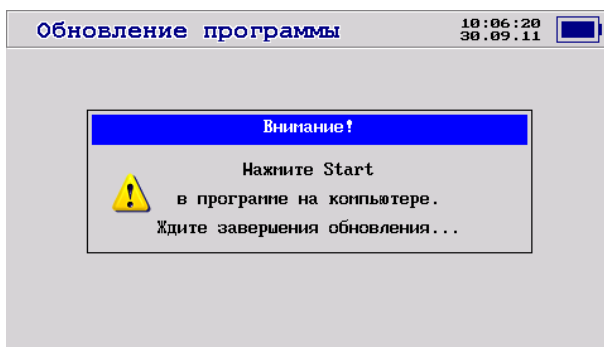 Обновление программы
10:06:20
30.09.11
Внимание!
Нажмите Start
в программе на компьютере.
Ждите завершения обновления...